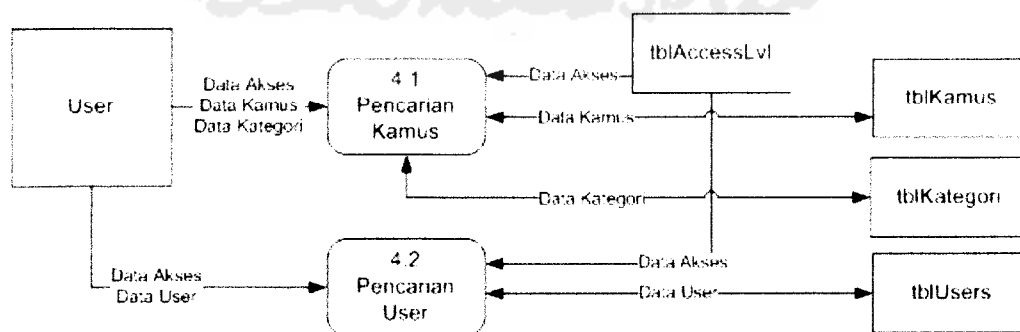 User
Data Akses
Data Kamus
Data Kategori
4.1
Pencarian
Kamus
Data Akses
tblAccessLvl
Data Kamus
tblKamus
Data Kategori
tblKategori
Data Akses
Data User
4.2
Pencarian
User
Data Akses
Data User
tblUsers